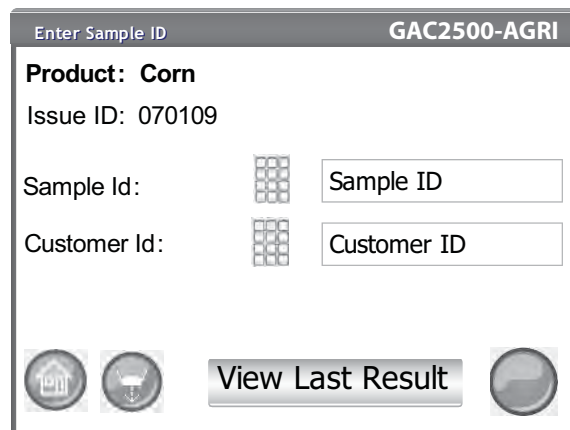 Enter Sample ID GAC2500-AGRI
Product: Corn
Issue ID: 070109
Sample Id: Sample ID
Customer Id: Customer ID
View Last Result